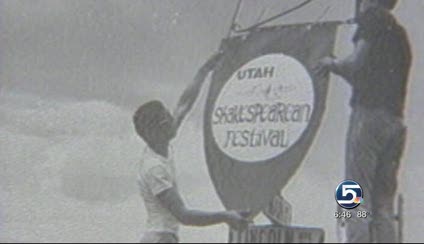 UTAH
Shakespearean
Festival
5
6:46 88